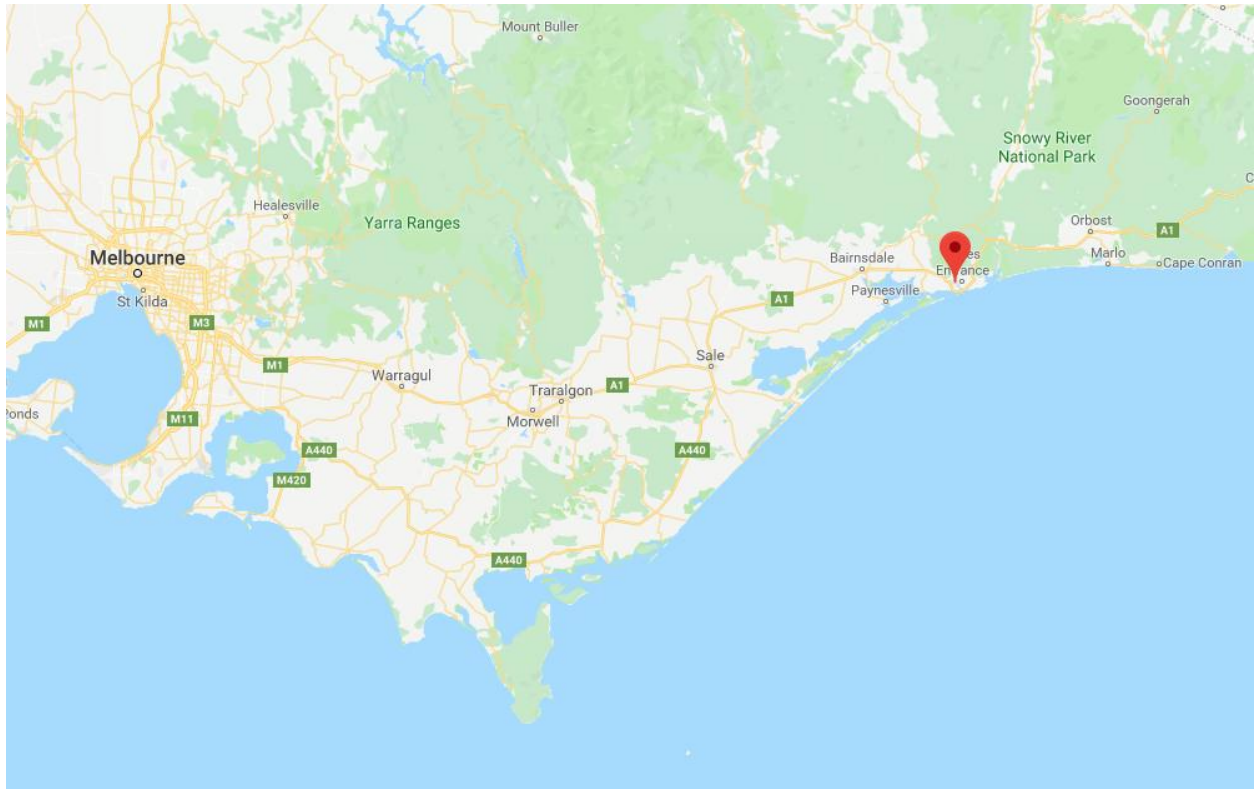 Mount Buller
Goongerah
Snowy River
National Park
Healesville
Yarra Ranges
Orbost
A1
Melbourne
Bairnsdale
Entrance
Marlo
Cape Conran
St Kilda
Paynesville
A1
M1
M3
M1
Sale
Warragul
Traralgon
A1
Morwell
M11
A440
A440
M420
A440